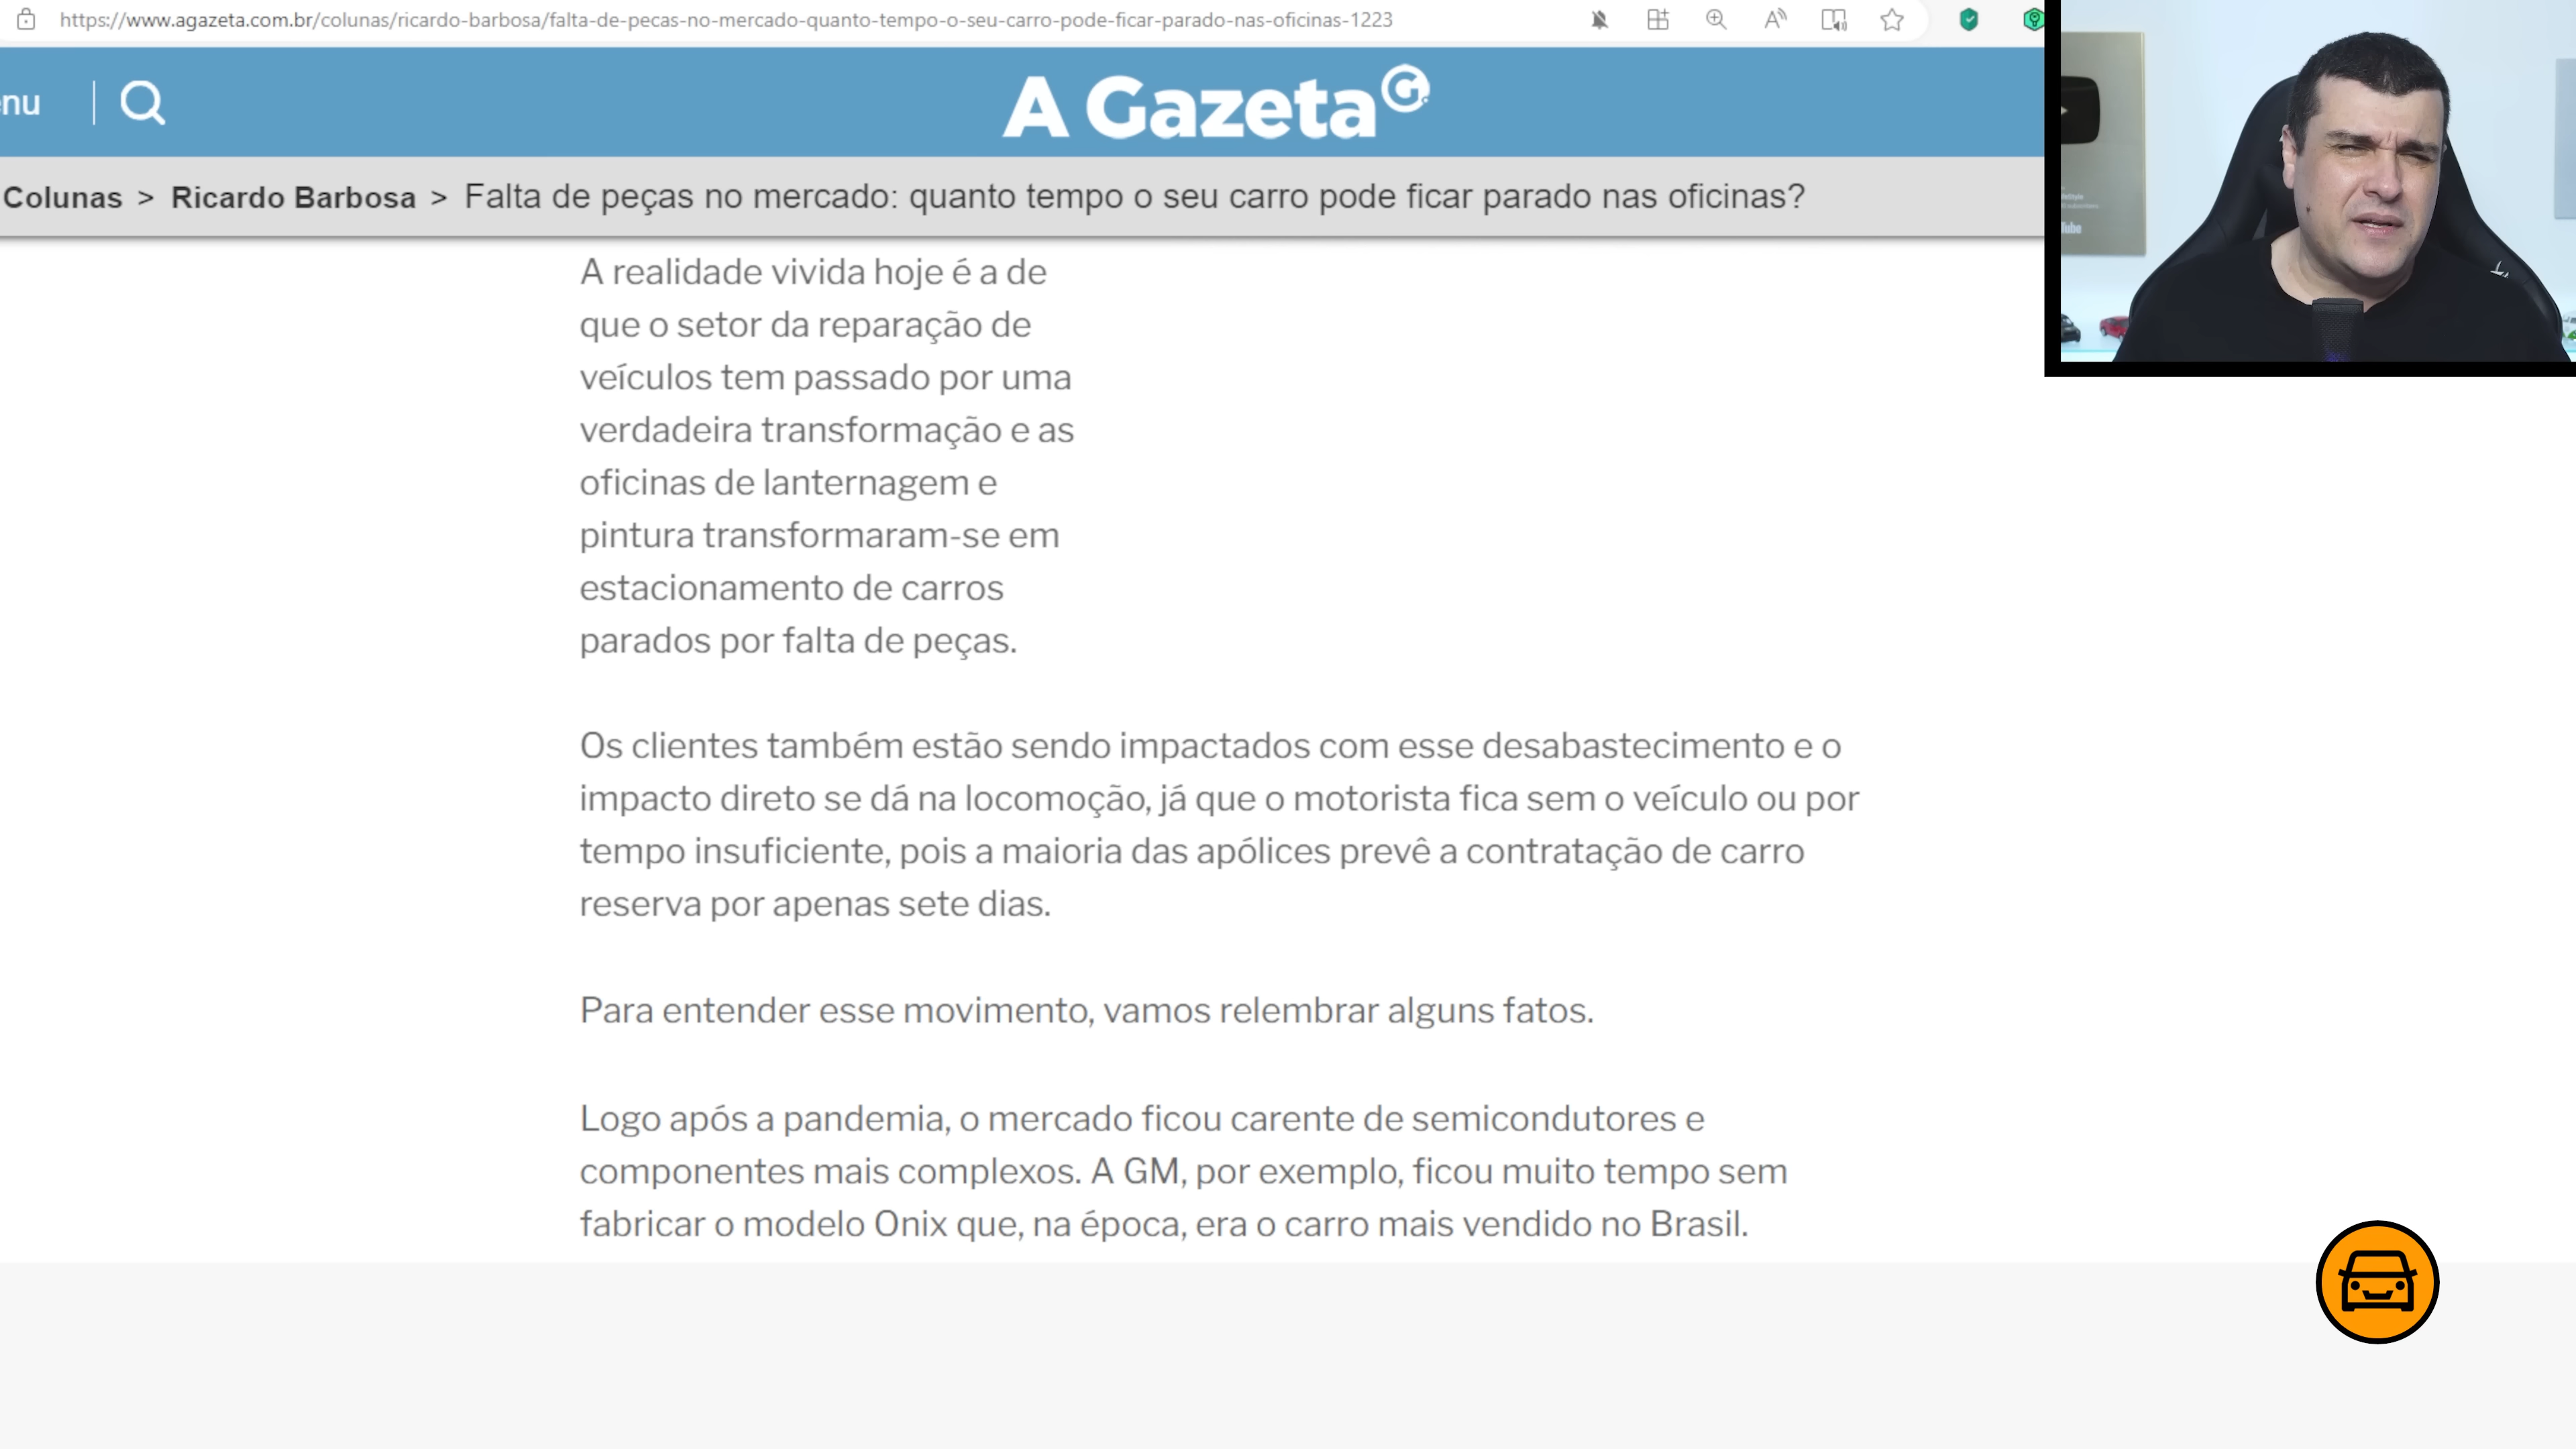 https://www.agazeta.com.br/colunas/ricardo-barbosa/falta-de-pecas-no-mercado-quanto-tempo-o-seu-carro-pode-ficar-parado-nas-oficinas-1223
nu
A Gazeta
Colunas > Ricardo Barbosa > Falta de peças no mercado: quanto tempo o seu carro pode ficar parado nas oficinas?
A realidade vivida hoje é a de
que o setor da reparação de
veículos tem passado por uma
verdadeira transformação e as
oficinas de lanternagem e
pintura transformaram-se em
estacionamento de carros
parados por falta de peças.
Os clientes também estão sendo impactados com esse desabastecimento e o
impacto direto se dá na locomoção, já que o motorista fica sem o veículo ou por
tempo insuficiente, pois a maioria das apólices prevê a contratação de carro
reserva por apenas sete dias.
Para entender esse movimento, vamos relembrar alguns fatos.
Logo após a pandemia, o mercado ficou carente de semicondutores e
componentes mais complexos. A GM, por exemplo, ficou muito tempo sem
fabricar o modelo Onix que, na época, era o carro mais vendido no Brasil.